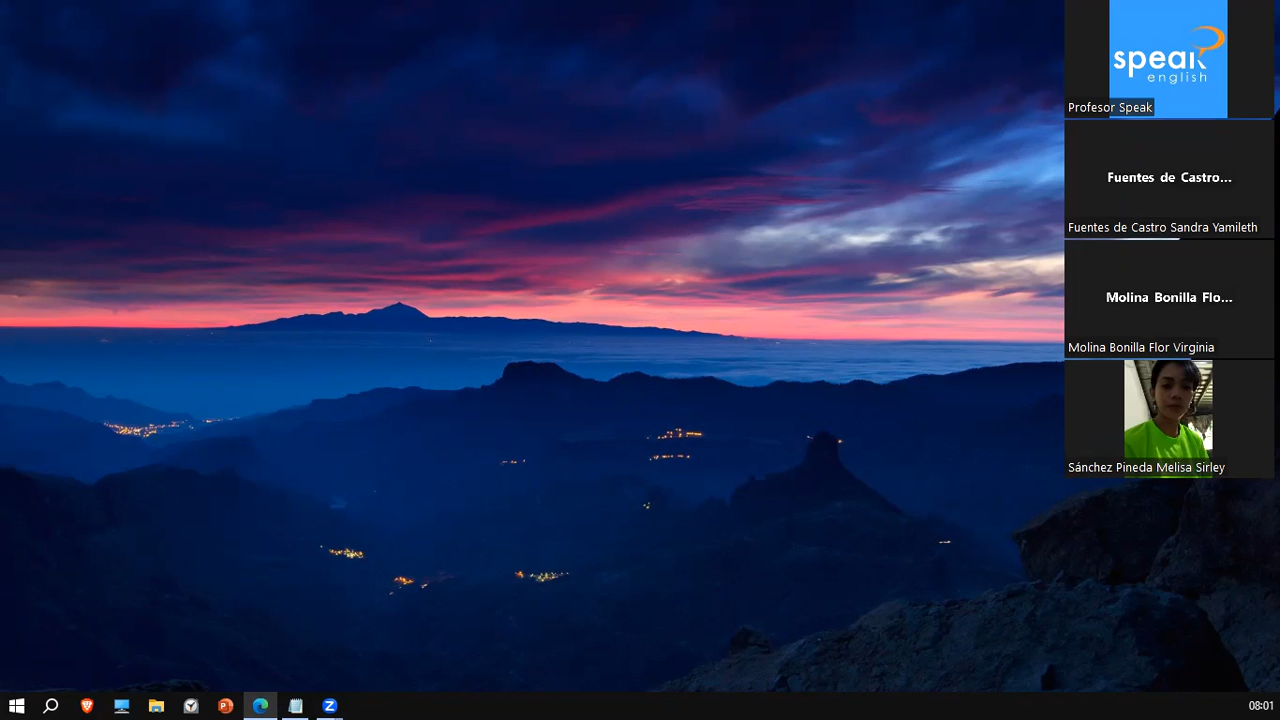 speak
english
Profesor Speak
Fuentes de Castro...
Fuentes de Castro Sandra Yamileth
Molina Bonilla Flo...
Molina Bonilla Flor Virginia
Sánchez Pineda Melisa Sirley
08:01